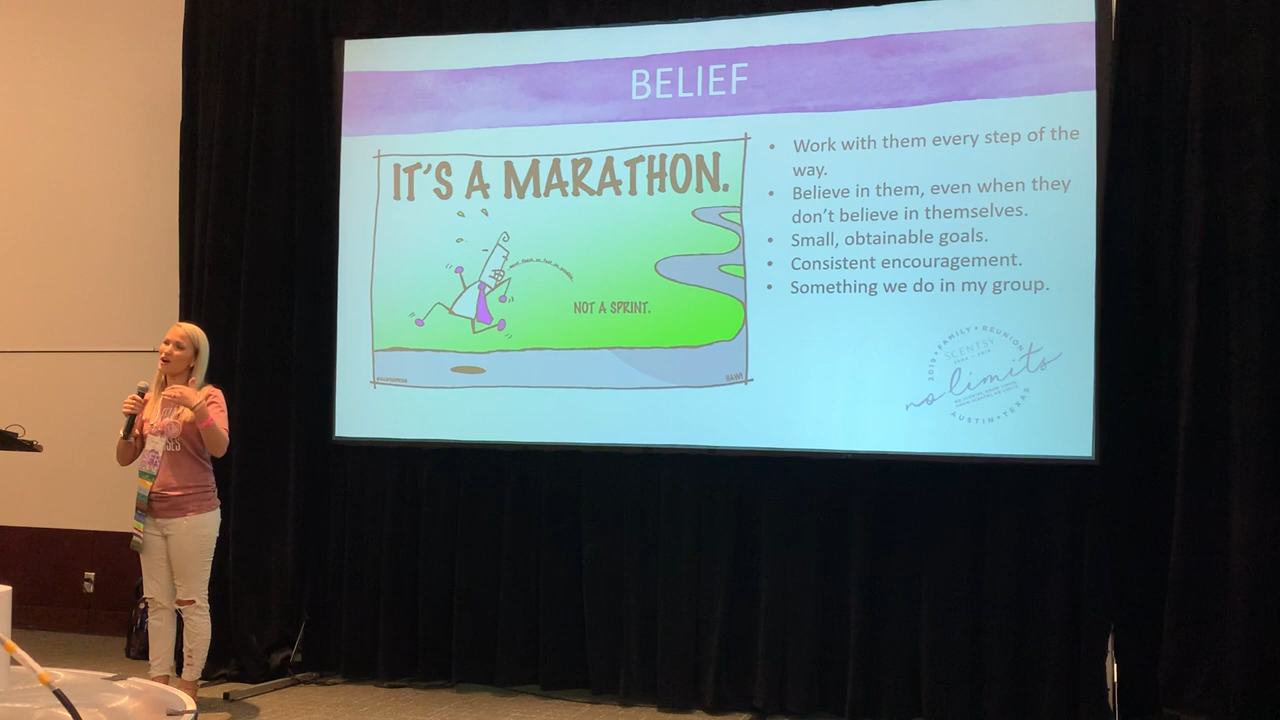 BELIEF
IT'S A MARATHON.
NOT A SPRINT.
• Work with them every step of the
way.
• Believe in them, even when they
don't believe in themselves.
• Small, obtainable goals.
• Consistent encouragement.
• Something we do in my group.
2019 • FAMILY • REUNION
SCENTSY
no limits
AUSTIN • TEXAS